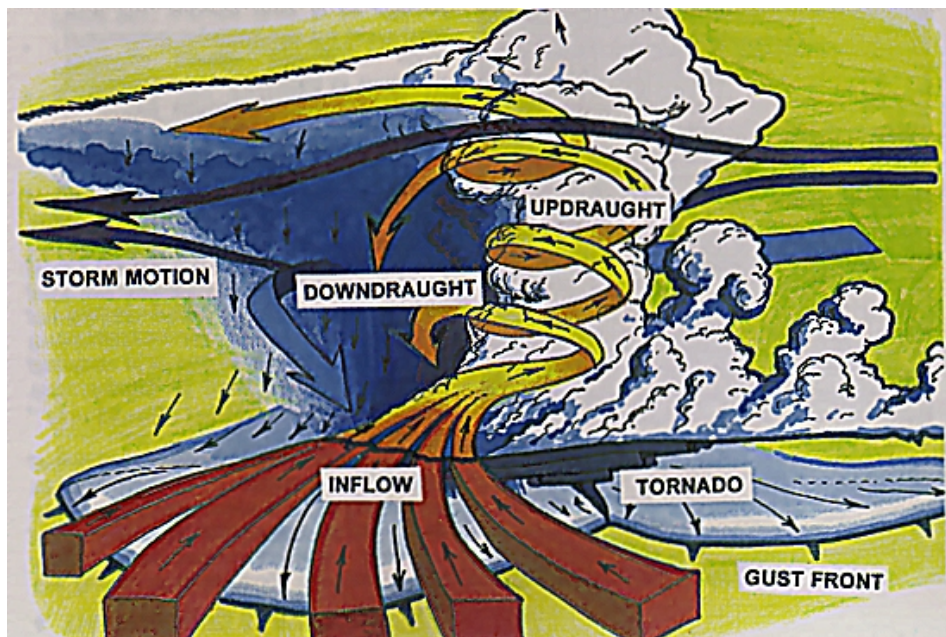 UPDRAUGHT
STORM MOTION
DOWNDRAUGHT
INFLOW
TORNADO
GUST FRONT